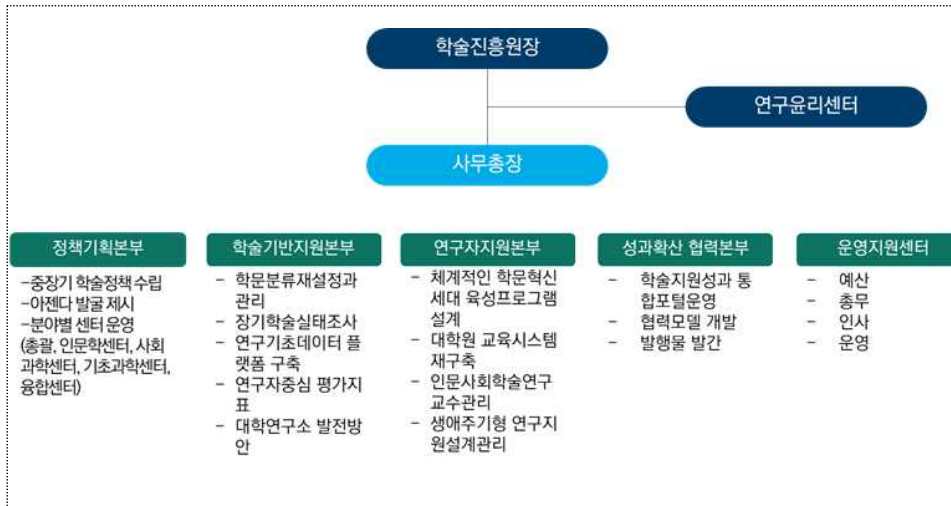 학술진흥원장
연구윤리센터
사무총장
정책기획본부
-중장기 학술정책 수립
-아젠다 발굴 제시
-분야별 센터 운영
(총괄, 인문학센터, 사회
과학센터, 기초과학센터,
융합센터)
학술기반지원본부
- 학문분류재설정과
관리
- 장기학술실태조사
- 연구기초데이터 플
랫폼 구축
- 연구자중심 평가지
표
- 대학연구소 발전방
안
연구자지원본부
- 체계적인 학문혁신
세대 육성프로그램
설계
- 대학원 교육시스템
재구축
- 인문사회학술연구
교수관리
- 생애주기형 연구지
원설계관리
성과확산 협력본부
- 학술지원성과 통
합포털운영
- 협력모델 개발
- 발행물 발간
운영지원센터
- 예산
- 총무
- 인사
- 운영